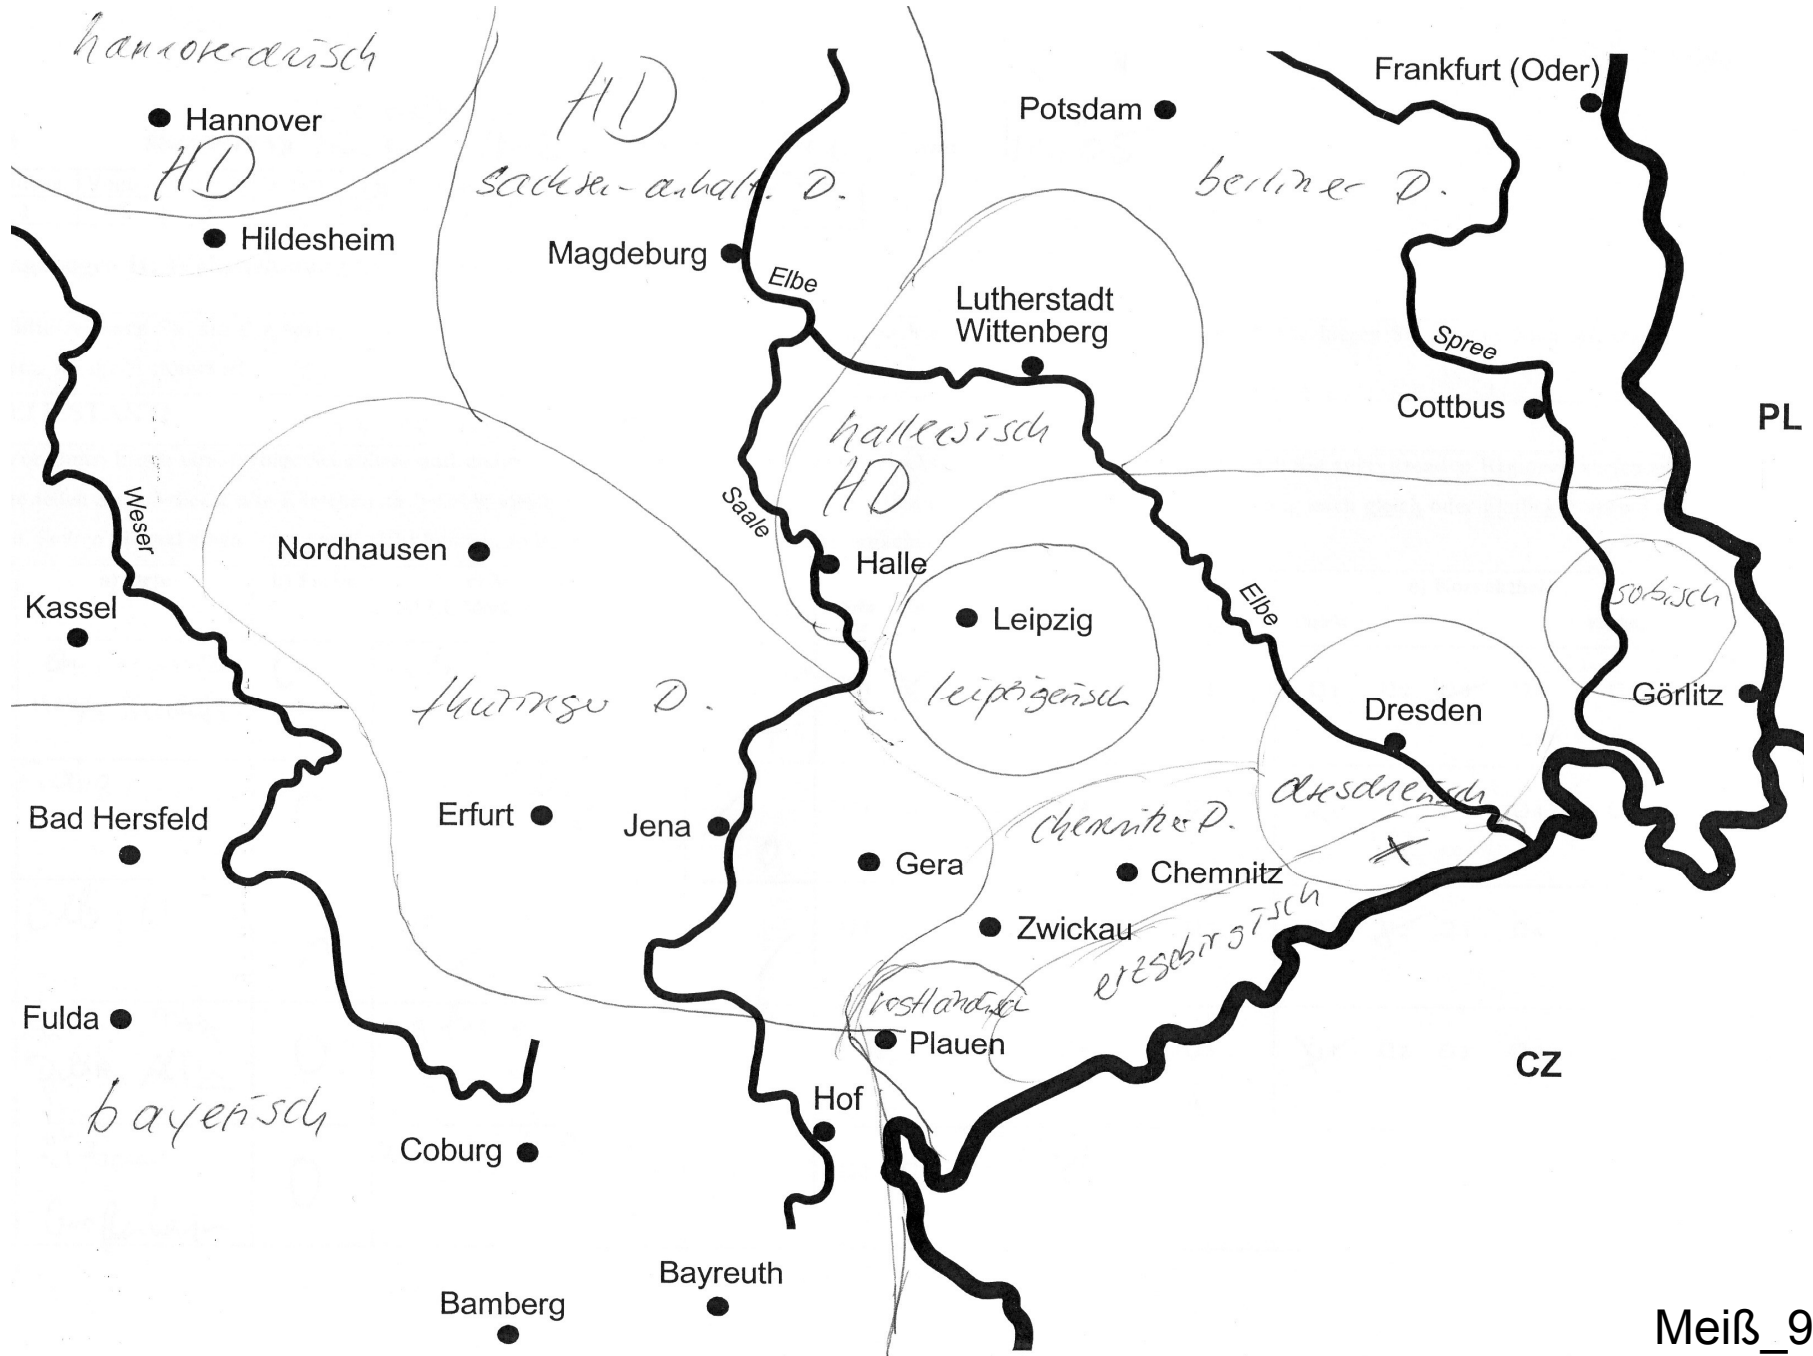 hannoveranisch
Hannover
HD
Hildesheim
HD
sachsen-anhalt. D.
Magdeburg
Elbe
Potsdam
Frankfurt (Oder)
berliner D.
Lutherstadt
Wittenberg
Spree
Cottbus
PL
hallensisch
HD
Saale
Weser
Nordhausen
Halle
Kassel
Leipzig
leipzigerisch
Elbe
sorbisch
Görlitz
thüringer D.
Dresden
dresdnerisch
Bad Hersfeld
Erfurt
Jena
Gera
chemnitzer D.
Chemnitz
Zwickau
erzgebirgisch
X
Fulda
vogtländisch
Plauen
CZ
bayerisch
Hof
Coburg
Bayreuth
Bamberg
Meiß_9